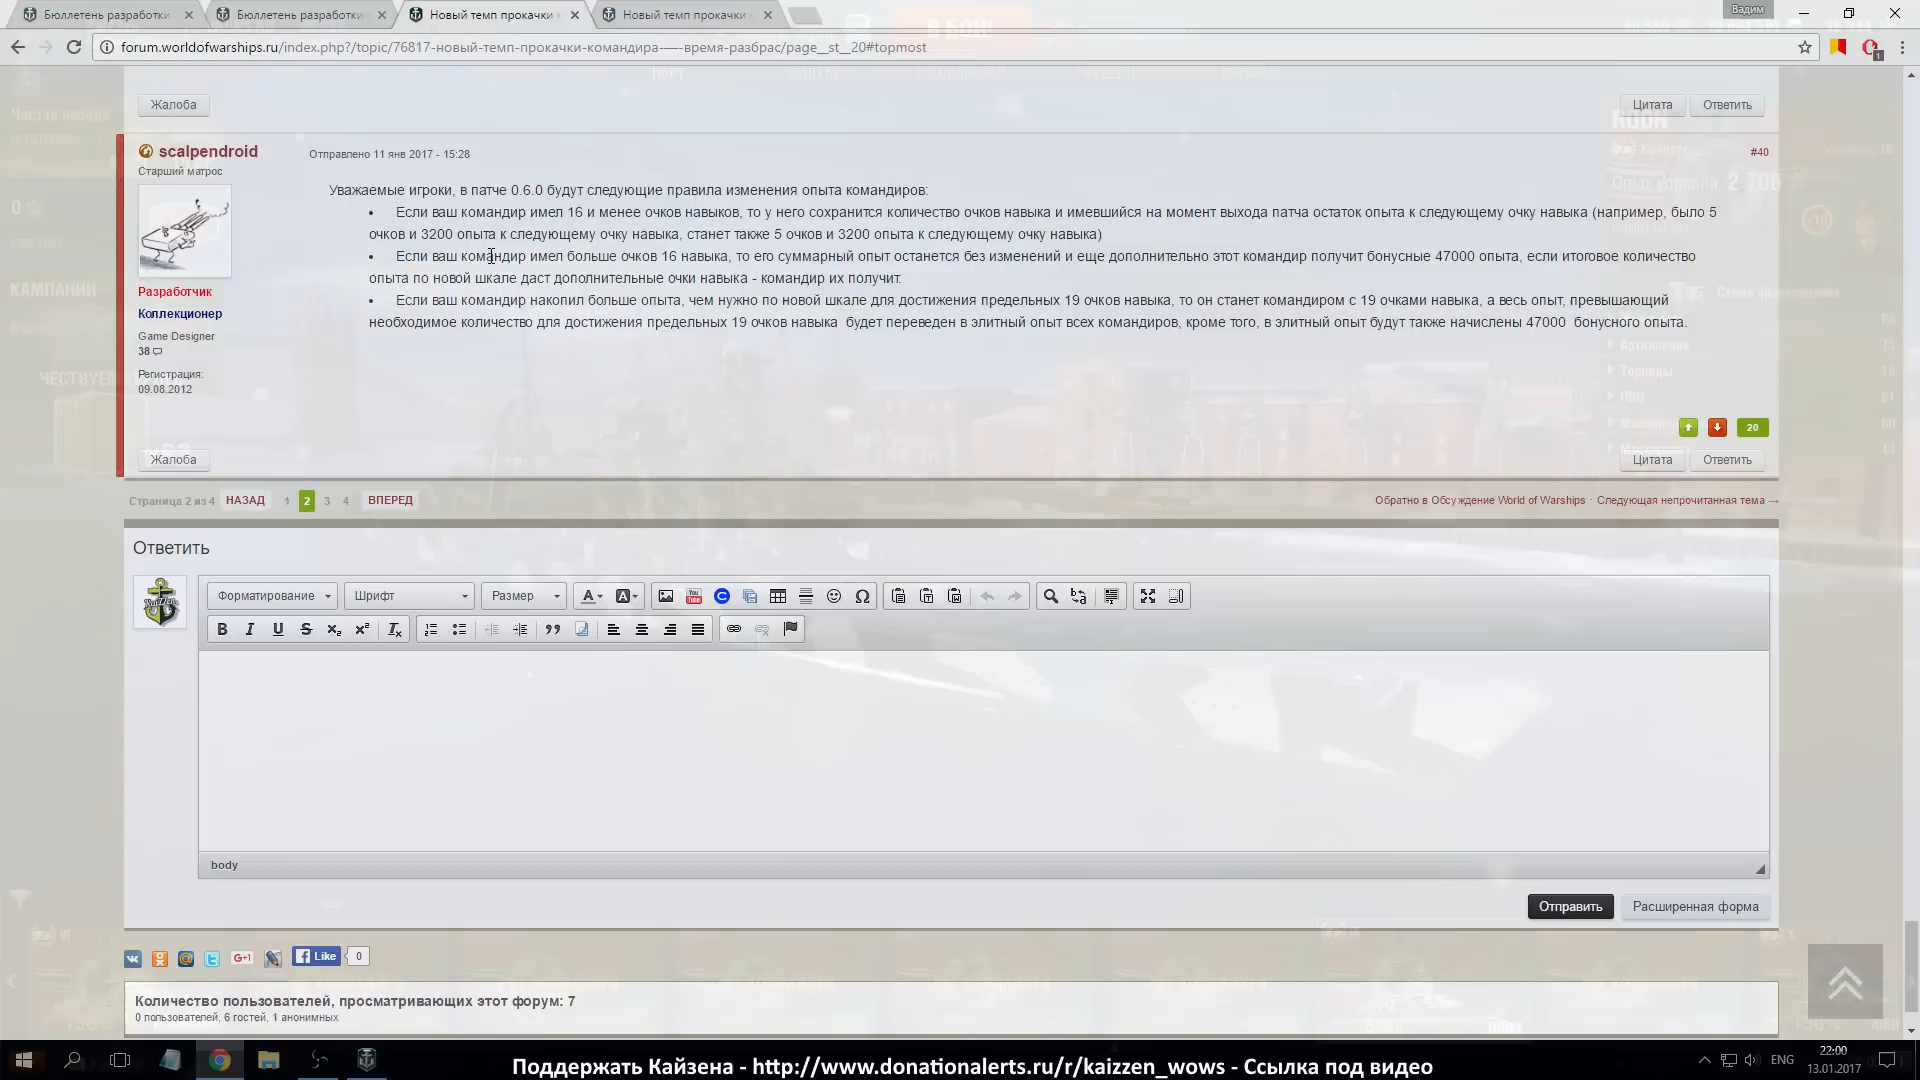 Бюллетень разработки
Бюллетень разработки
Новый темп прокачки
Новый темп прокачки
Вадим
forum.worldofwarships.ru/index.php?/topic/76817-новый-темп-прокачки-командира-—-время-разбрас/page__st__20#topmost
1
В БОЙ!
ПОРТ
Жалоба
Цитата
Ответить
scalpendroid
Отправлено 11 янв 2017 - 15:28
#40
Старший матрос
Уважаемые игроки, в патче 0.6.0 будут следующие правила изменения опыта командиров:
• Если ваш командир имел 16 и менее очков навыков, то у него сохранится количество очков навыка и имевшийся на момент выхода патча остаток опыта к следующему очку навыка (например, было 5
очков и 3200 опыта к следующему очку навыка, станет также 5 очков и 3200 опыта к следующему очку навыка)
• Если ваш командир имел больше очков 16 навыка, то его суммарный опыт останется без изменений и еще дополнительно этот командир получит бонусные 47000 опыта, если итоговое количество
опыта по новой шкале даст дополнительные очки навыка - командир их получит.
• Если ваш командир накопил больше опыта, чем нужно по новой шкале для достижения предельных 19 очков навыка, то он станет командиром с 19 очками навыка, а весь опыт, превышающий
необходимое количество для достижения предельных 19 очков навыка будет переведен в элитный опыт всех командиров, кроме того, в элитный опыт будут также начислены 47000 бонусного опыта.
Разработчик
Коллекционер
Game Designer
38
Регистрация:
09.08.2012
КАМПАНИИ
Торпеды
ПВО
20
Жалоба
Цитата
Ответить
Страница 2 из 4 НАЗАД 1 2 3 4 ВПЕРЕД
Обратно в Обсуждение World of Warships · Следующая непрочитанная тема →
Ответить
Форматирование
Шрифт
Размер
body
Отправить
Расширенная форма
G+1
Like
0
Количество пользователей, просматривающих этот форум: 7
0 пользователей, 6 гостей, 1 анонимных
ENG
22:00
13.01.2017
Поддержать Кайзена - http://www.donationalerts.ru/r/kaizzen_wows - Ссылка под видео